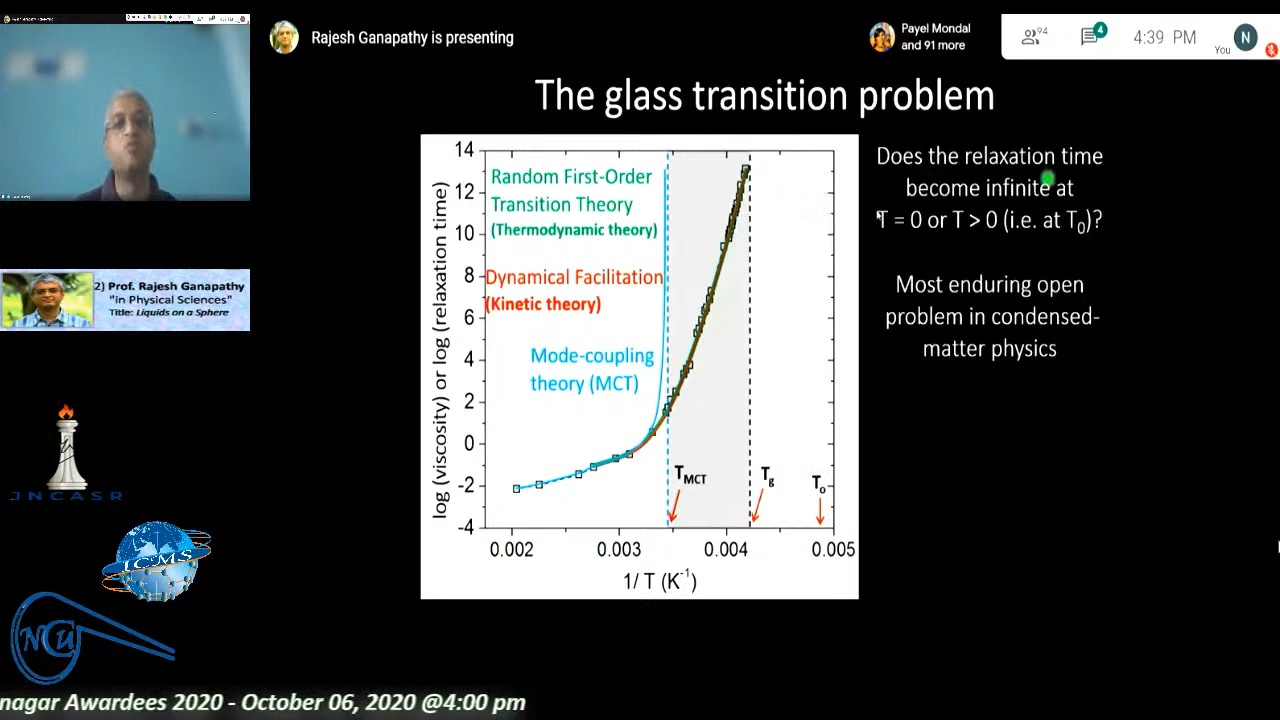 Rajesh Ganapathy is presenting
Payel Mondal
and 91 more
94
4
4:39 PM
You
N
The glass transition problem
2) Prof. Rajesh Ganapathy
"in Physical Sciences"
Title: Liquids on a Sphere
log (viscosity) or log (relaxation time)
14
12
10
8
6
4
2
0
-2
-4
Random First-Order
Transition Theory
(Thermodynamic theory)
Dynamical Facilitation
(Kinetic theory)
Mode-coupling
theory (MCT)
T_MCT
T_g
T_o
0.002 0.003 0.004 0.005
1/ T (K⁻¹)
Does the relaxation time
become infinite at
T = 0 or T > 0 (i.e. at T₀)?
Most enduring open
problem in condensed-
matter physics
JNCASR
ICMS
NCU
nagar Awardees 2020 - October 06, 2020 @4:00 pm